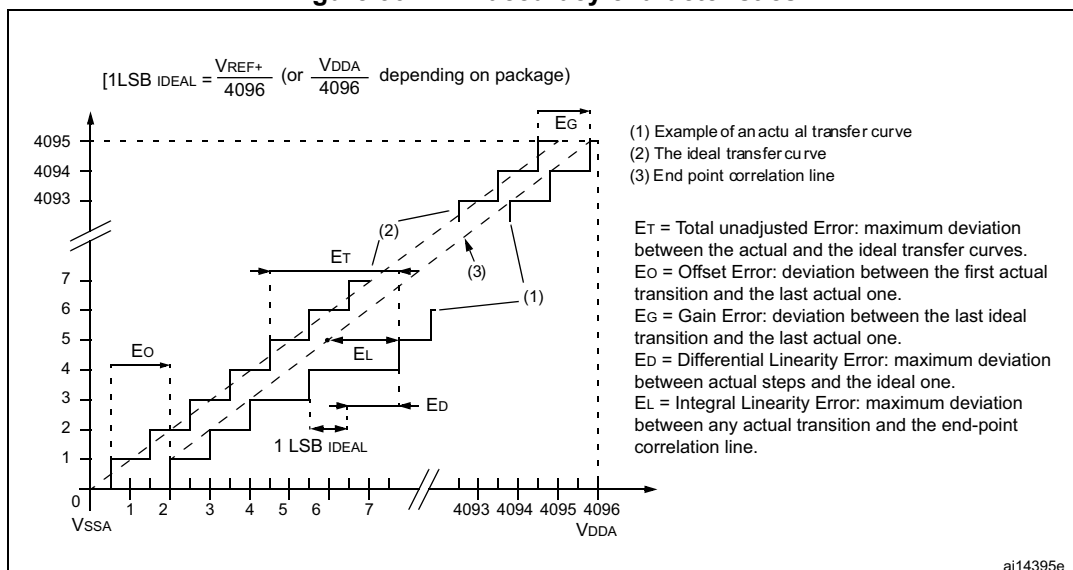 [1LSB IDEAL = VREF+ / 4096 (or VDDA / 4096 depending on package)
EG
4095
4094
4093
7
6
5
4
3
2
1
0
(2)
ET
(3)
(1)
EO
EL
ED
1 LSB IDEAL
1 2 3 4 5 6 7 4093 4094 4095 4096
VSSA
VDDA
(1) Example of an actu al transfer curve
(2) The ideal transfer cu rve
(3) End point correlation line
ET = Total unadjusted Error: maximum deviation
between the actual and the ideal transfer curves.
EO = Offset Error: deviation between the first actual
transition and the last actual one.
EG = Gain Error: deviation between the last ideal
transition and the last actual one.
ED = Differential Linearity Error: maximum deviation
between actual steps and the ideal one.
EL = Integral Linearity Error: maximum deviation
between any actual transition and the end-point
correlation line.
ai14395e